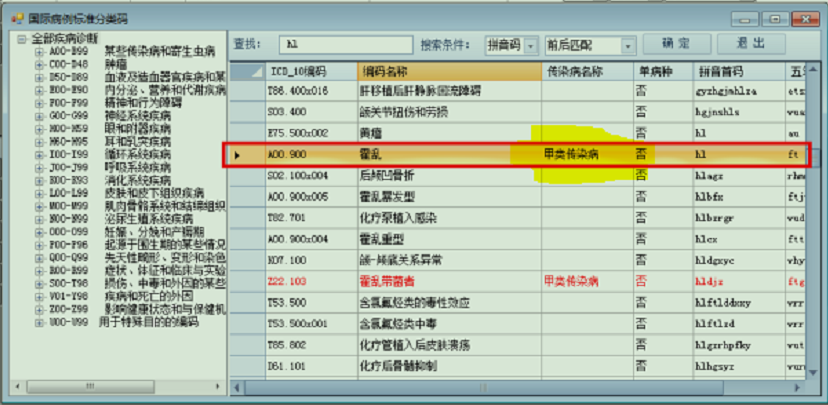 国际病例标准分类码
查找： hl 搜索条件： 拼音码 前后匹配 确 定 退 出
全部疾病诊断
A00-B99 某些传染病和寄生虫病
C00-D48 肿瘤
D50-D89 血液及造血器官疾病和某
E00-E90 内分泌、营养和代谢疾病
F00-F99 精神和行为障碍
G00-G99 神经系统疾病
H00-H59 眼和附器疾病
H60-H95 耳和乳突疾病
I00-I99 循环系统疾病
J00-J99 呼吸系统疾病
K00-K93 消化系统疾病
L00-L99 皮肤和皮下组织疾病
M00-M99 肌肉骨骼系统和结缔组织
N00-N99 泌尿生殖系统疾病
O00-O99 妊娠、分娩和产褥期
P00-P96 起源于围生期的某些情况
Q00-Q99 先天性畸形、变形和染色
R00-R99 症状、体征和临床与实验
S00-T98 损伤、中毒和外因的某些
V01-Y98 疾病和死亡的外因
Z00-Z99 影响健康状态和与保健机
U00-U99 用于特殊目的的编码
ICD_10编码 编码名称 传染病名称 单病种 拼音首码
T86.400x016 肝移植后肝静脉回流障碍 否 gyzhgjmhlza
S03.400 颌关节扭伤和劳损 否 hgjnshls
E75.500x002 黄瘤 否 hl
A00.900 霍乱 甲类传染病 否 hl ft
S02.100x004 后颅凹骨折 否 hlagz
A00.900x005 霍乱暴发型 否 hlbfx
T82.701 化疗泵植入感染 否 hlbzrgr
A00.900x004 霍乱重型 否 hlcx
K07.100 颌-颅底关系异常 否 hldgxyc
Z22.103 霍乱带菌者 甲类传染病 否 hldjz
T53.500 含氯氟烃类的毒性效应 否 hlftlddxxy
T53.500x001 含氯氟烃类中毒 否 hlftlzd
T85.802 化疗管植入后皮肤溃疡 否 hlgzrhpfky
D61.101 化疗后骨髓抑制 否 hlhgsyz